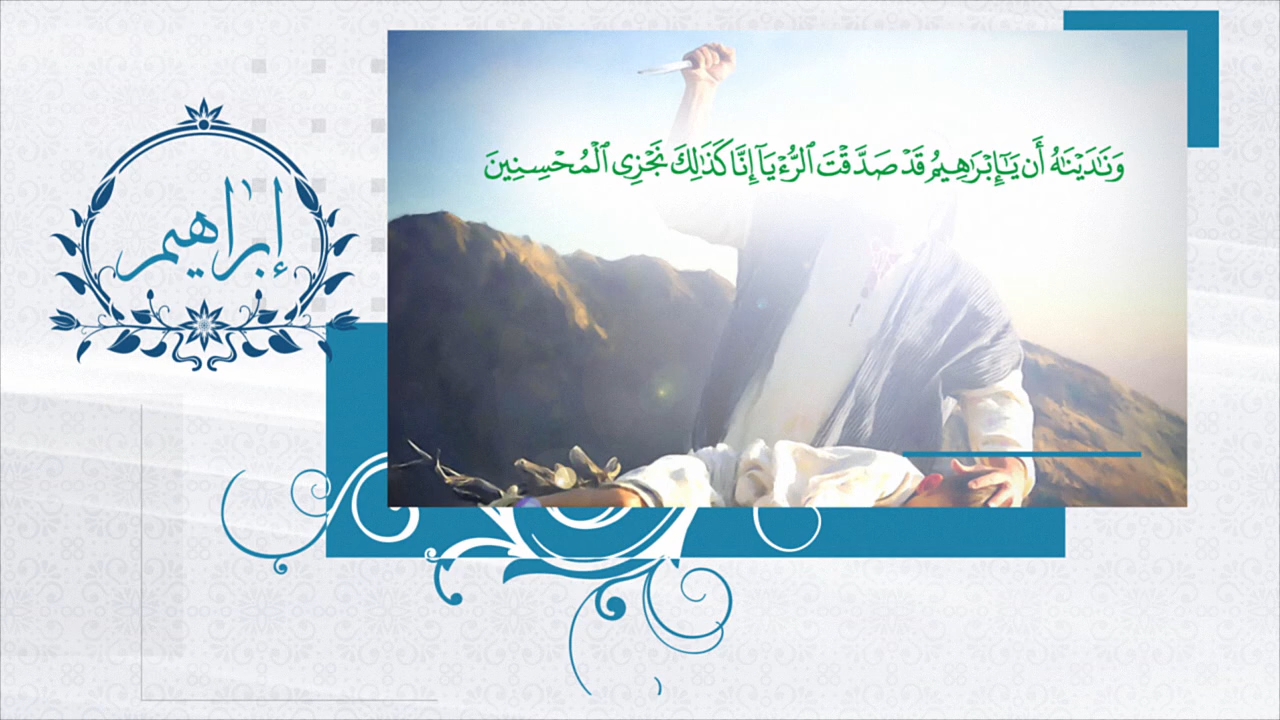 وَنَٰدَيْنَٰهُ أَن يَٰٓإِبْرَٰهِيمُ قَدْ صَدَّقْتَ ٱلرُّءْيَآ إِنَّا كَذَٰلِكَ نَجْزِى ٱلْمُحْسِنِينَ
إبراهيم